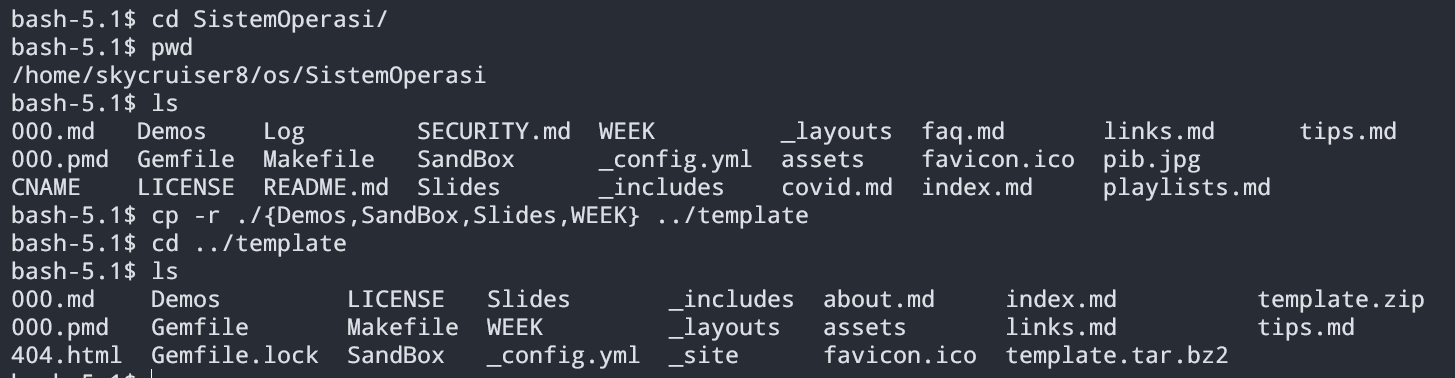 bash-5.1$ cd SistemOperasi/
bash-5.1$ pwd
/home/skycruiser8/os/SistemOperasi
bash-5.1$ ls
000.md   Demos    Log        SECURITY.md  WEEK         _layouts  faq.md       links.md      tips.md
000.pmd  Gemfile  Makefile   SandBox      _config.yml  assets    favicon.ico  pib.jpg
CNAME    LICENSE  README.md  Slides       _includes    covid.md  index.md     playlists.md
bash-5.1$ cp -r ./{Demos,SandBox,Slides,WEEK} ../template
bash-5.1$ cd ../template
bash-5.1$ ls
000.md    Demos         LICENSE   Slides       _includes  about.md     index.md          template.zip
000.pmd   Gemfile       Makefile  WEEK         _layouts   assets       links.md          tips.md
404.html  Gemfile.lock  SandBox   _config.yml  _site      favicon.ico  template.tar.bz2